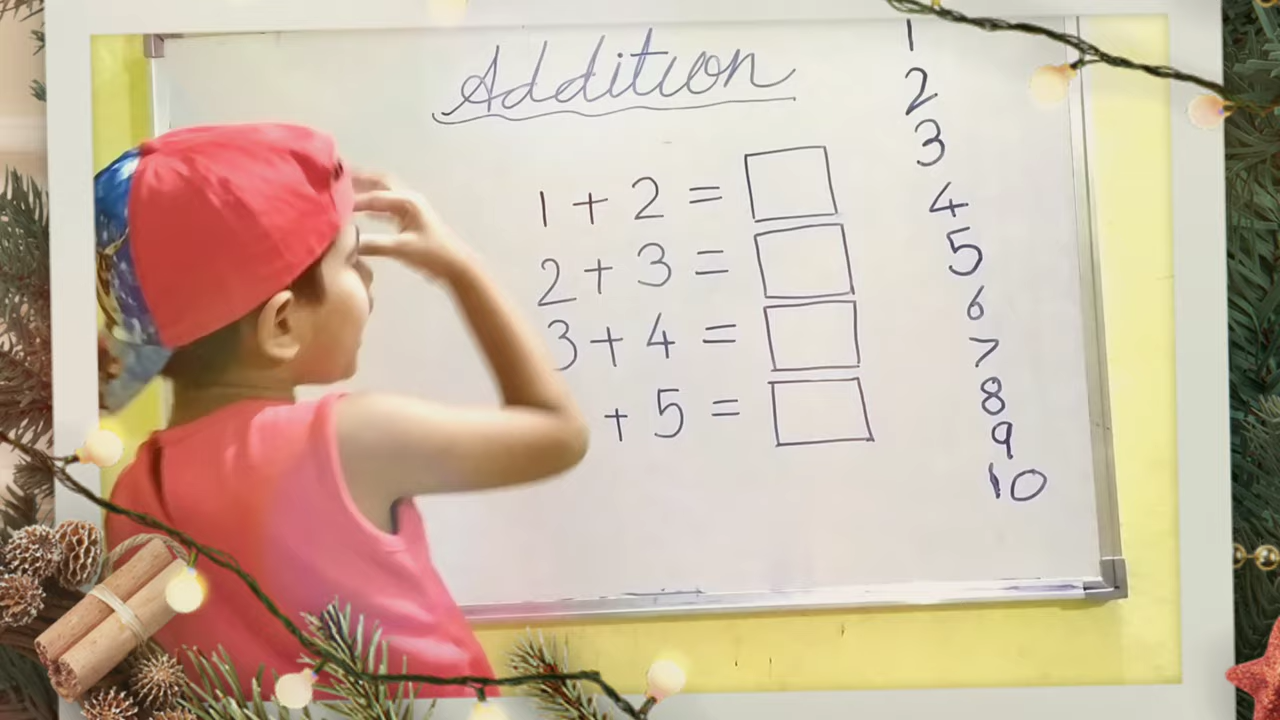 Addition
1 + 2 =
2 + 3 =
3 + 4 =
+ 5 =
1
2
3
4
5
6
7
8
9
10